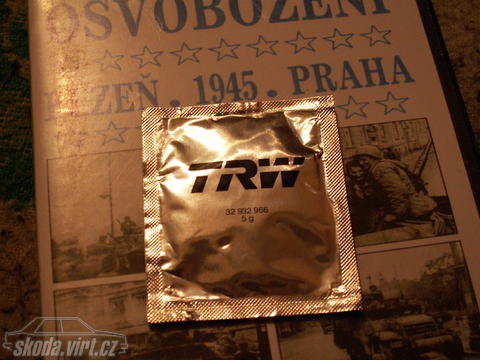 OSVOBOZENÍ
PLZEŇ . 1945 . PRAHA
TRW
32 932 966
5 g
skoda.virt.cz